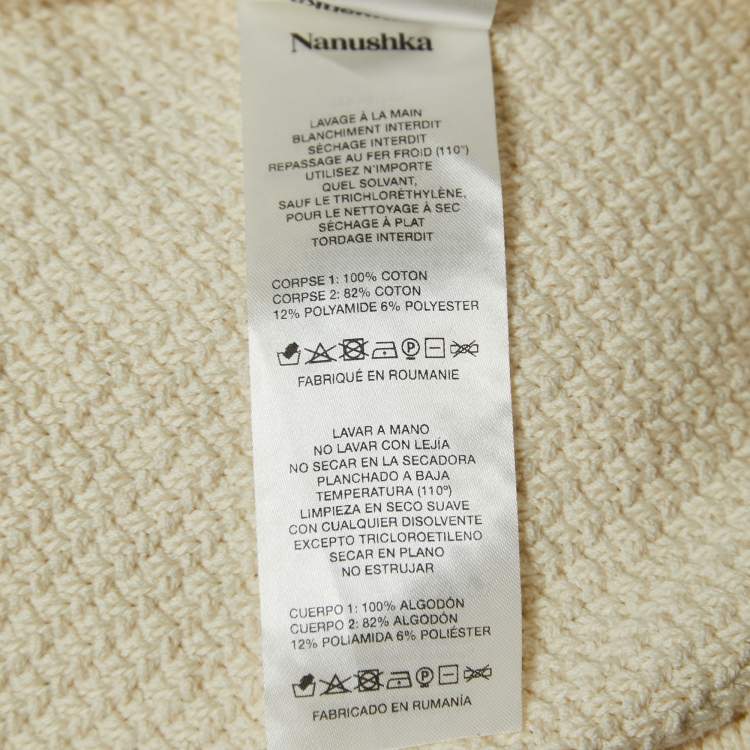 Nanushka
LAVAGE À LA MAIN
BLANCHIMENT INTERDIT
SÉCHAGE INTERDIT
REPASSAGE AU FER FROID (110°)
UTILISEZ N'IMPORTE
QUEL SOLVANT,
SAUF LE TRICHLORÉTHYLÈNE,
POUR LE NETTOYAGE À SEC
SÉCHAGE À PLAT
TORDAGE INTERDIT
CORPSE 1: 100% COTON
CORPSE 2: 82% COTON
12% POLYAMIDE 6% POLYESTER
P
FABRIQUÉ EN ROUMANIE
LAVAR A MANO
NO LAVAR CON LEJÍA
NO SECAR EN LA SECADORA
PLANCHADO A BAJA
TEMPERATURA (110º)
LIMPIEZA EN SECO SUAVE
CON CUALQUIER DISOLVENTE
EXCEPTO TRICLOROETILENO
SECAR EN PLANO
NO ESTRUJAR
CUERPO 1: 100% ALGODÓN
CUERPO 2: 82% ALGODÓN
12% POLIAMIDA 6% POLIÉSTER
P
FABRICADO EN RUMANÍA